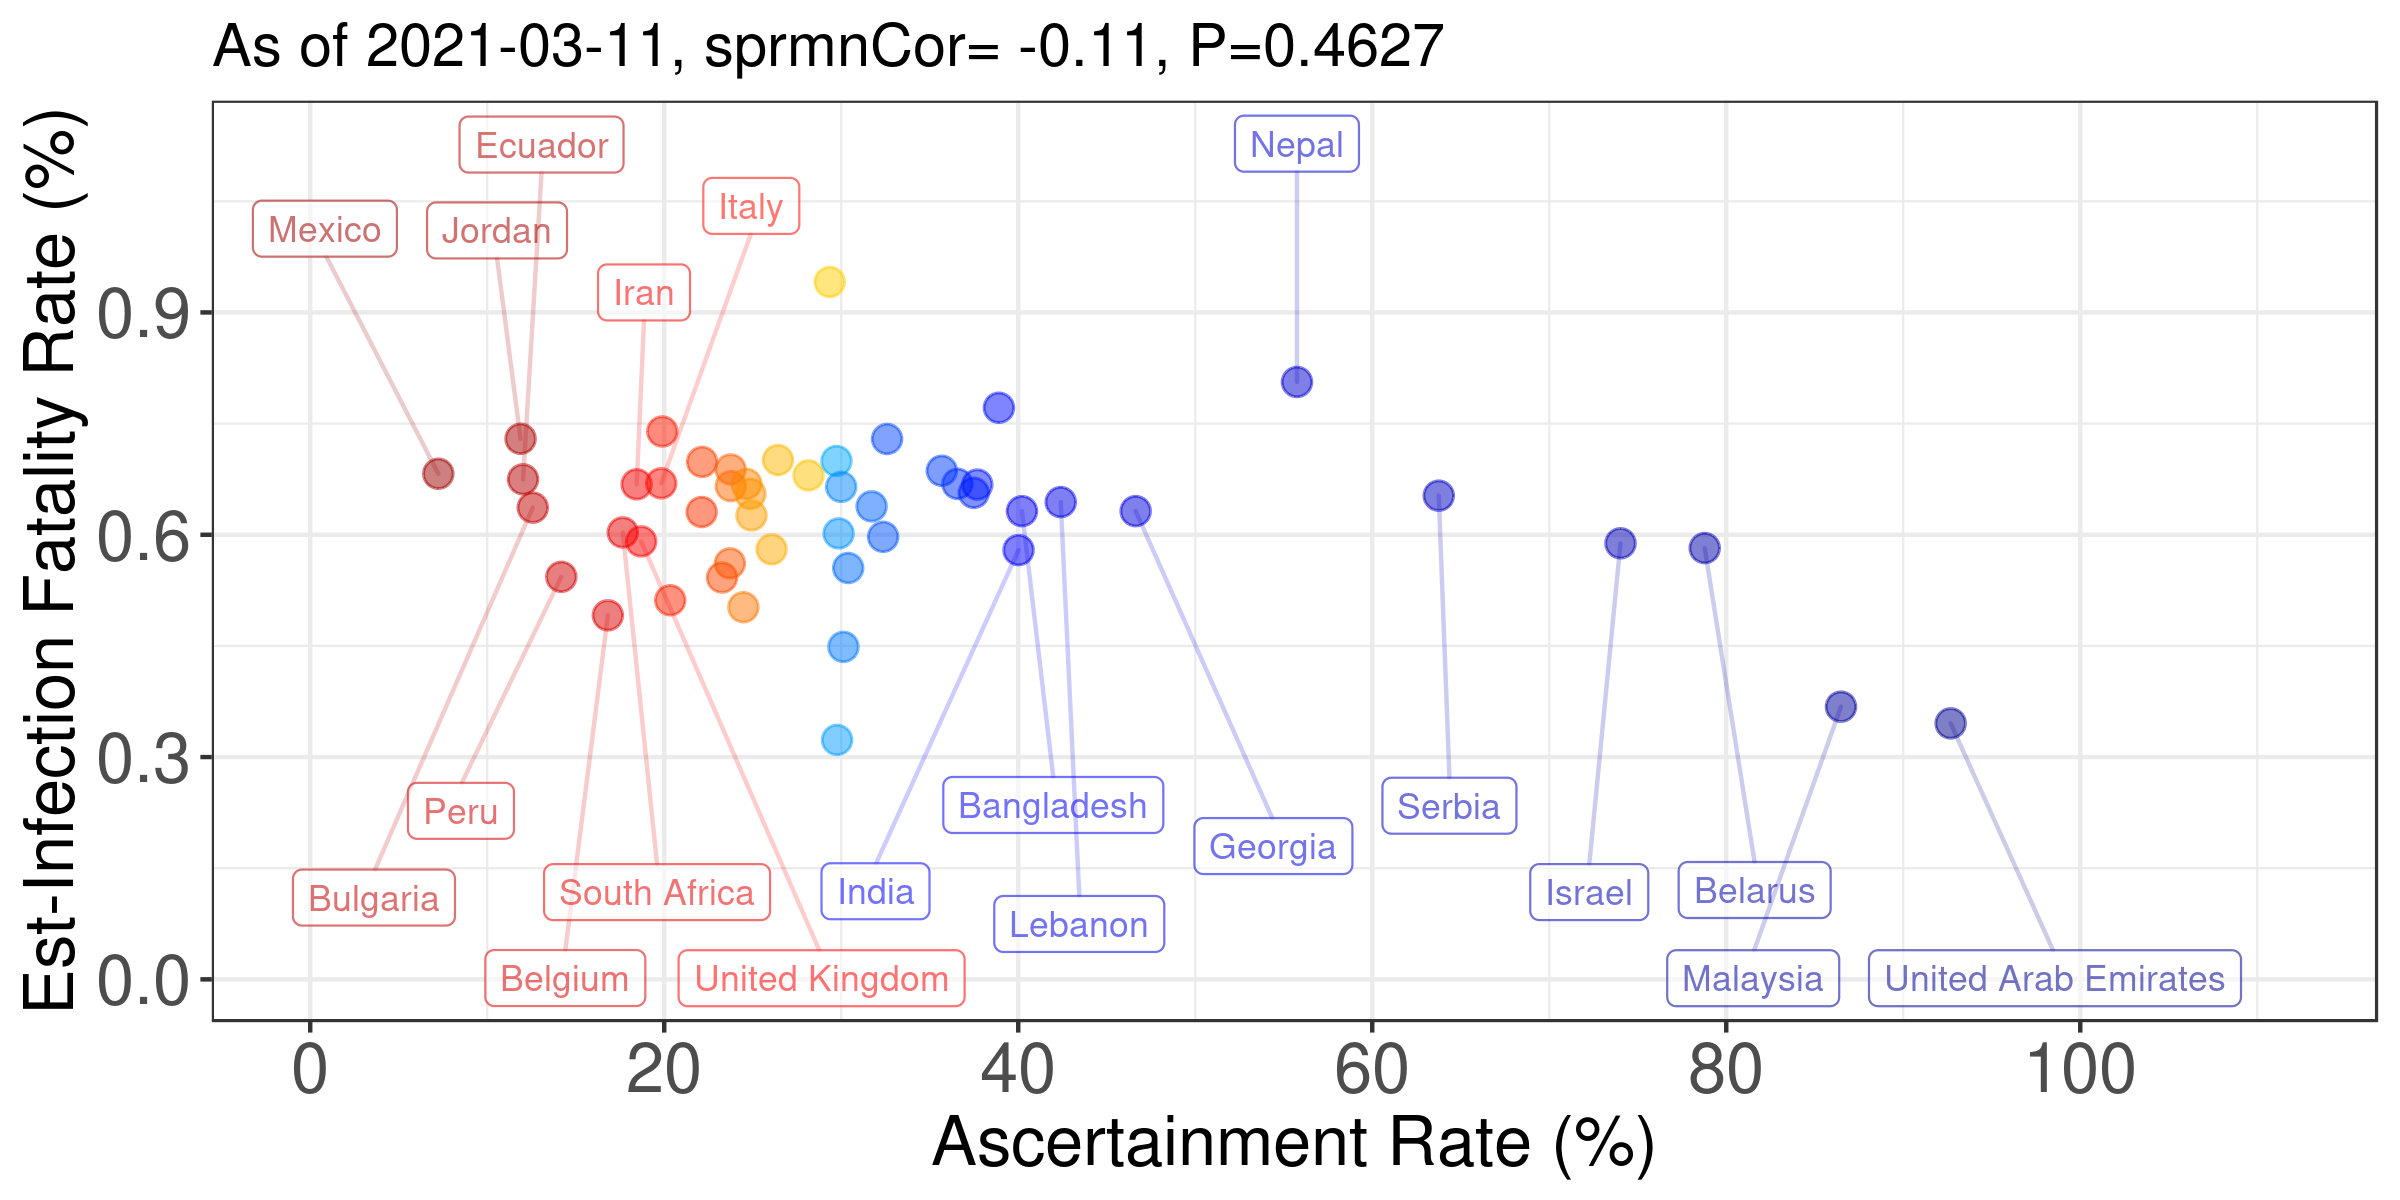 As of 2021-03-11, sprmnCor= -0.11, P=0.4627
Est-Infection Fatality Rate (%)
0.9
0.6
0.3
0.0
Ecuador
Nepal
Italy
Mexico
Jordan
Iran
Peru
Bangladesh
Serbia
Georgia
Bulgaria
South Africa
India
Israel
Belarus
Lebanon
Belgium
United Kingdom
Malaysia
United Arab Emirates
0 20 40 60 80 100
Ascertainment Rate (%)